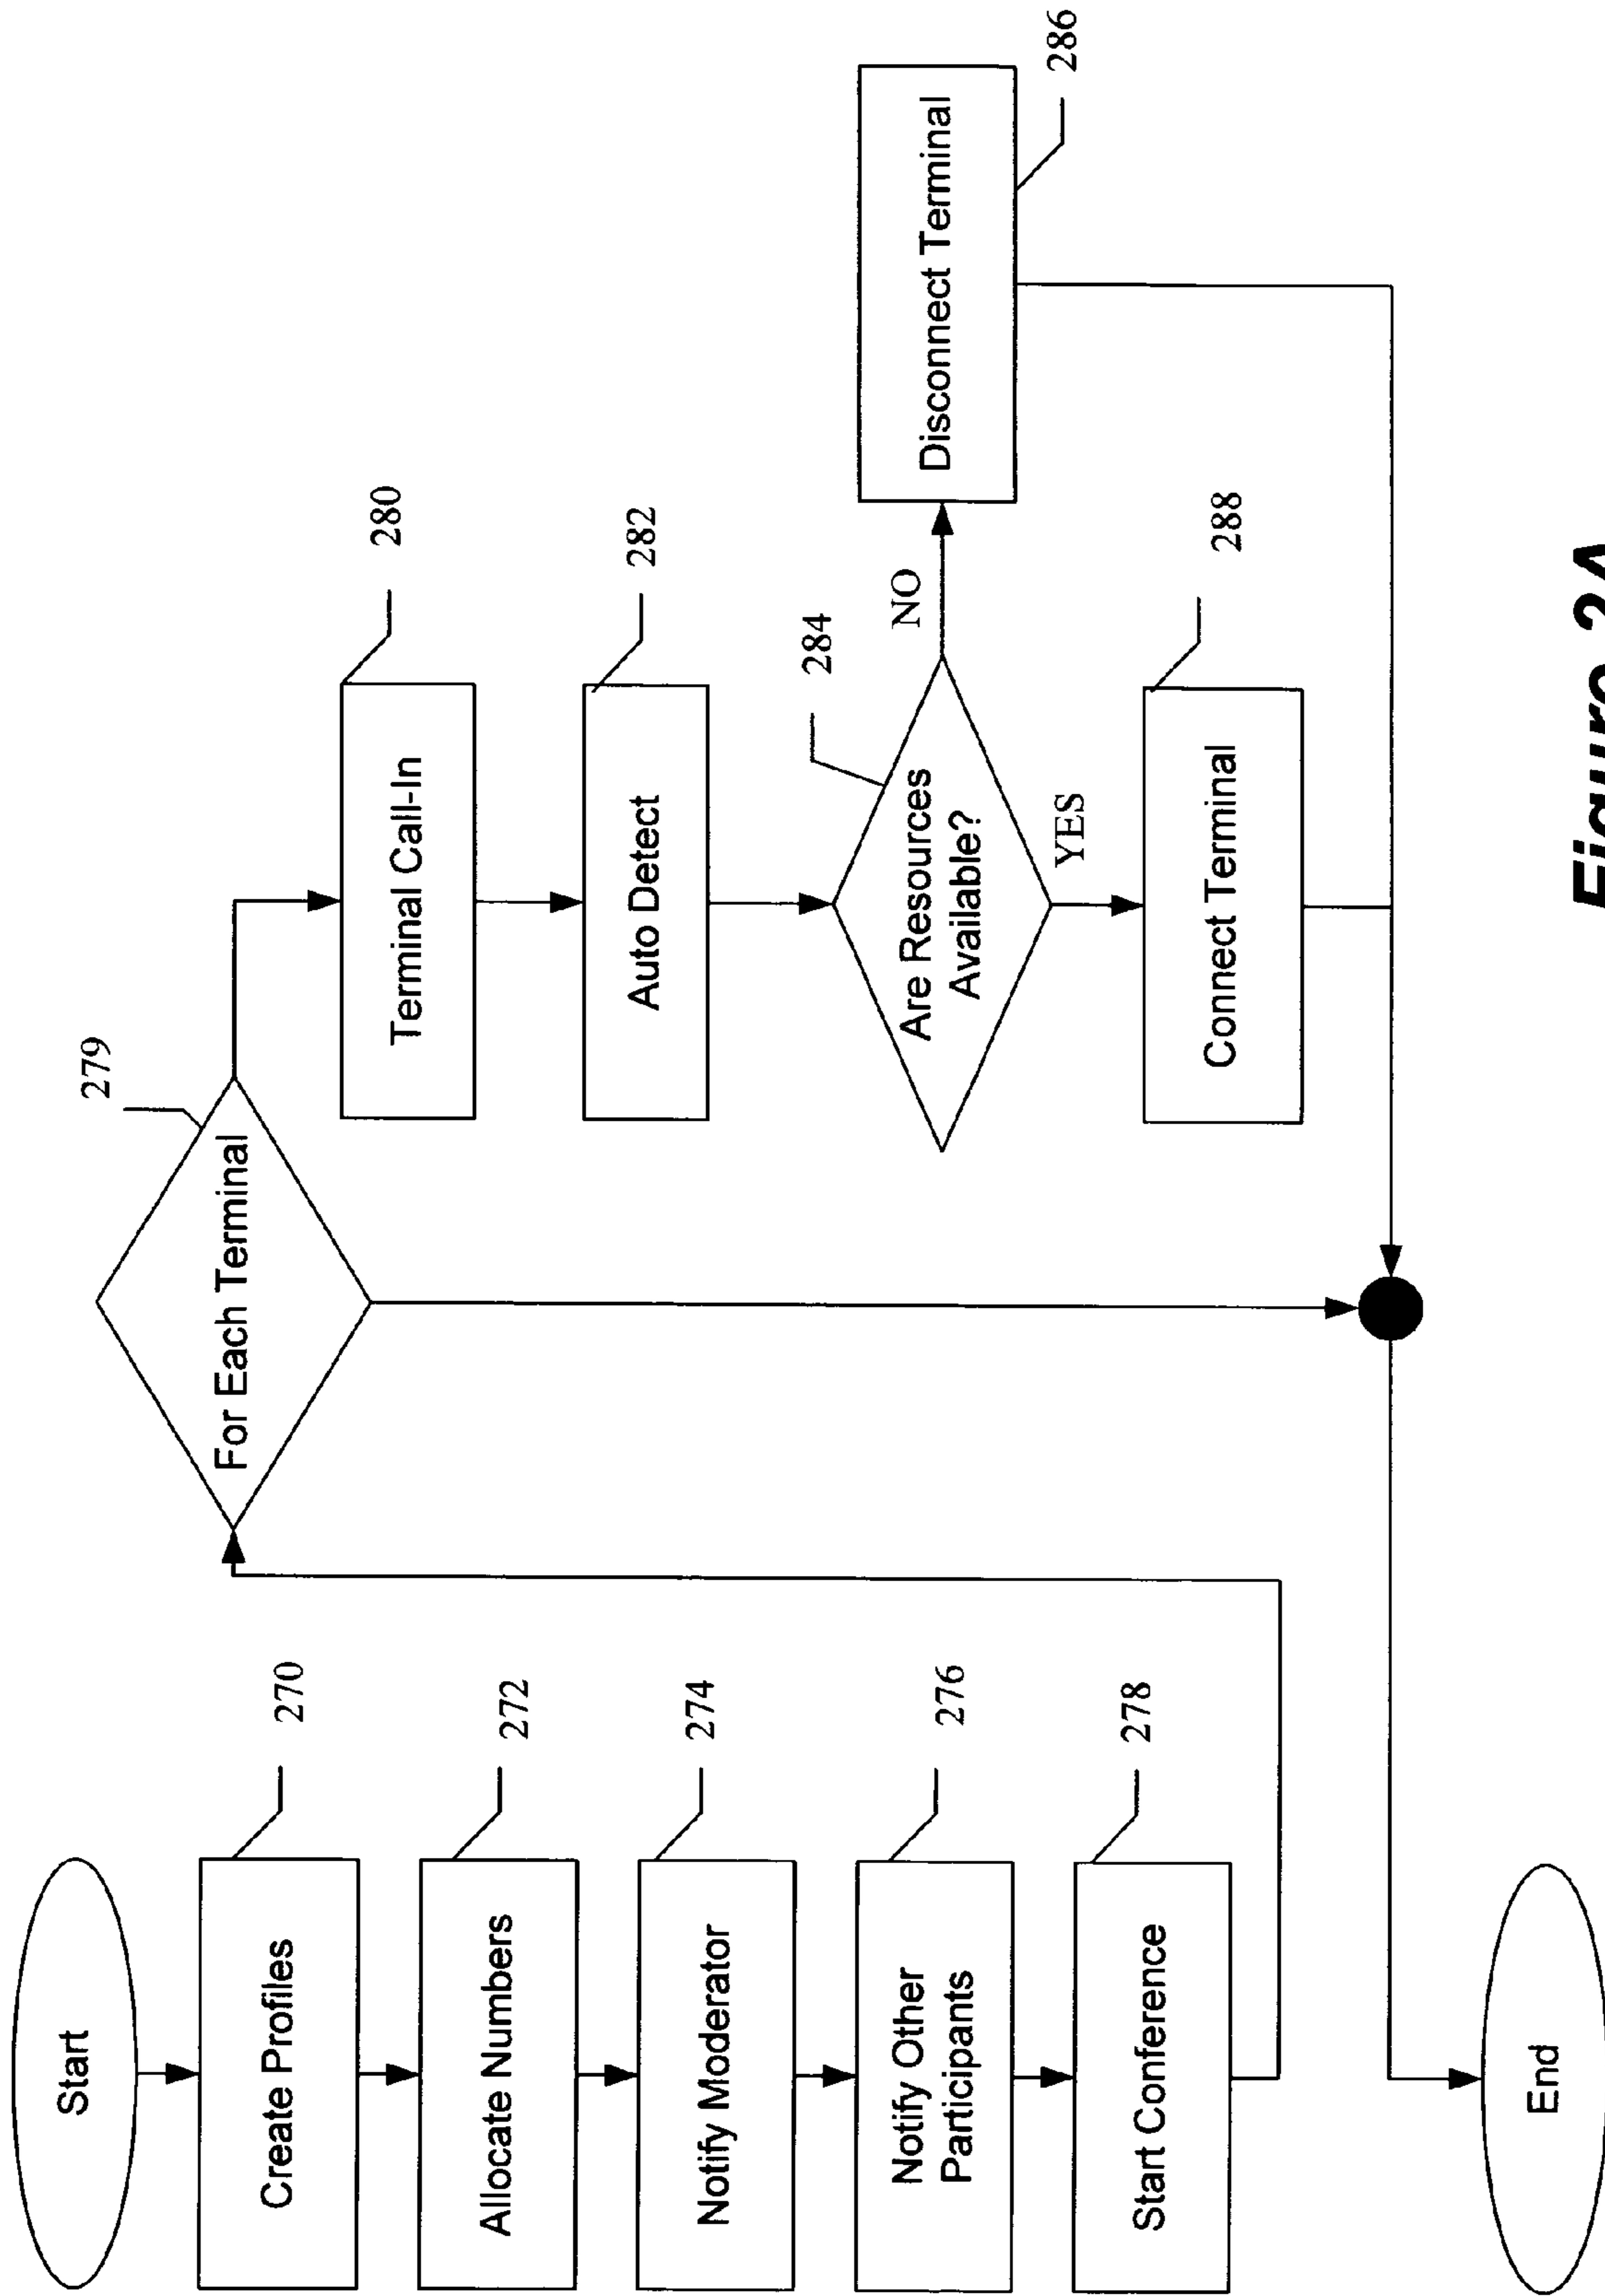 Start
Create Profiles
270
Allocate Numbers
272
Notify Moderator
274
Notify Other
Participants
276
Start Conference
278
For Each Terminal
279
Terminal Call-In
280
Auto Detect
282
Are Resources
Available?
284
NO
YES
Disconnect Terminal
286
Connect Terminal
288
End
Figure 2A